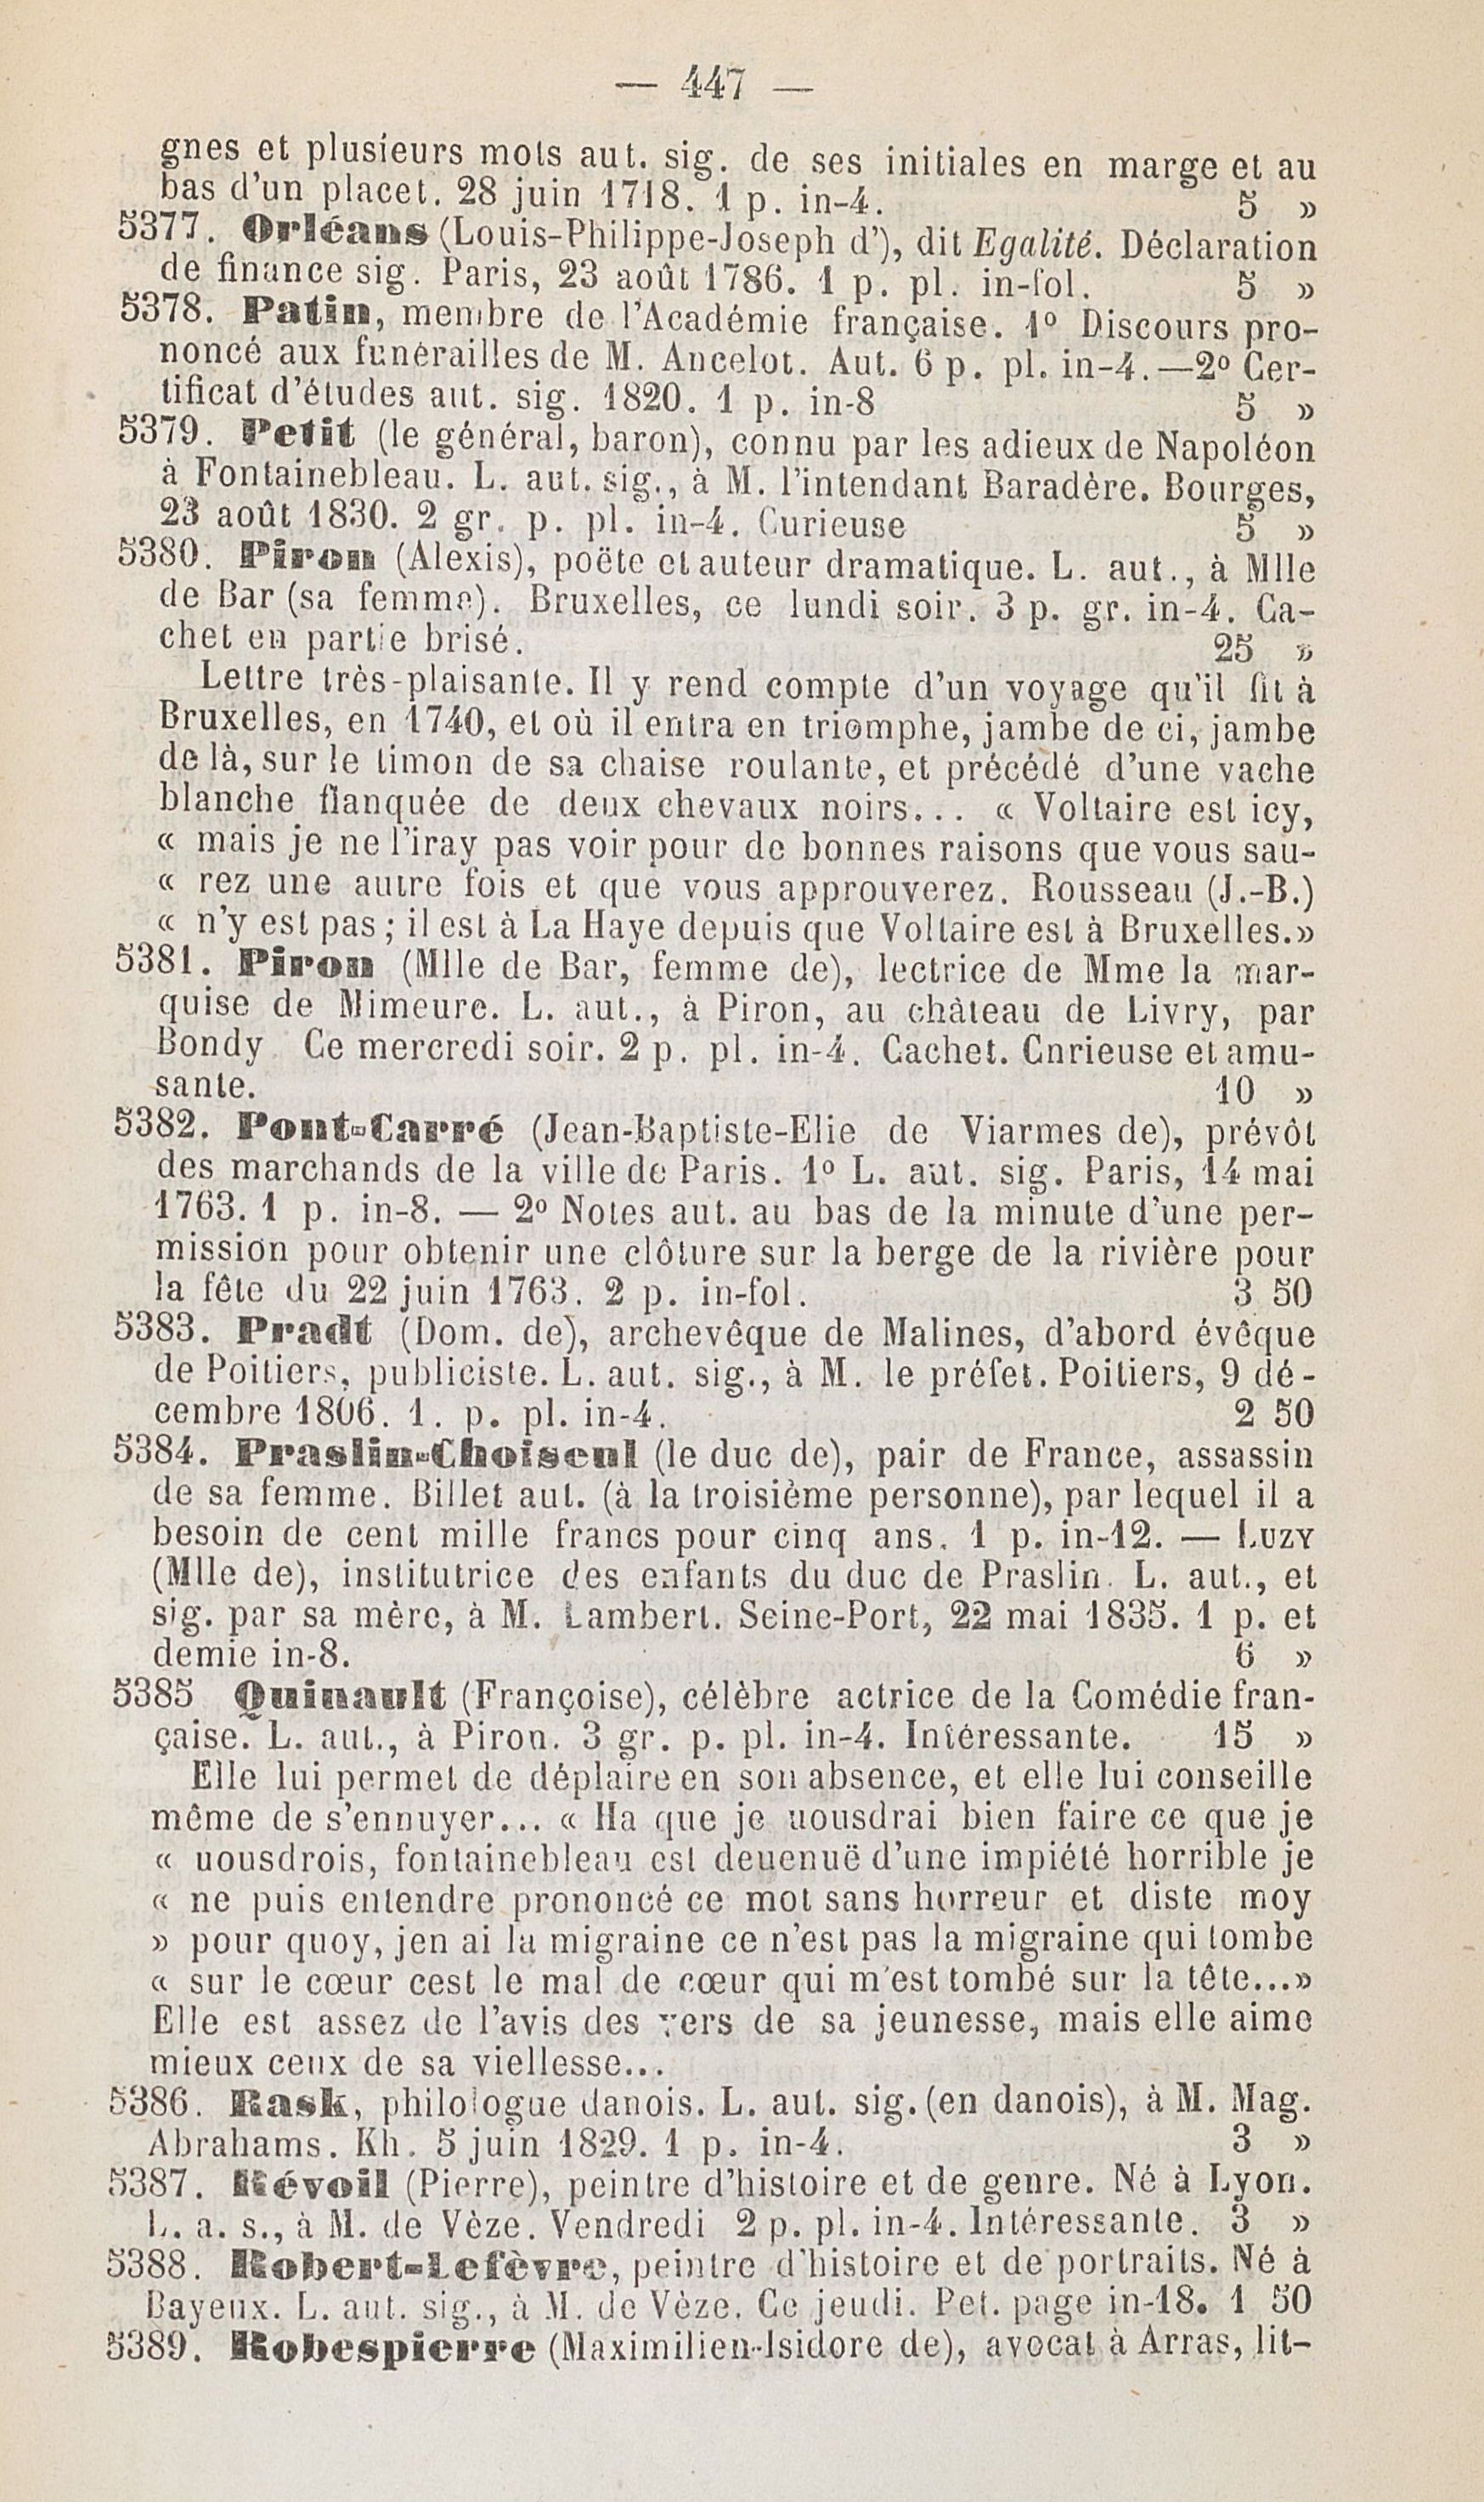 — 447 —
gnes et plusieurs mots aut. sig. de ses initiales en marge et au
bas d'un placet. 28 juin 1718. 1 p. in-4. 5 »
5377. Orléans (Louis-Philippe-Joseph d'), dit Egalité. Déclaration
de finance sig. Paris, 23 août 1786. 1 p. pl. in-fol. 5 »
5378. Patin, membre de l'Académie française. 1º Discours pro-
noncé aux funérailles de M. Ancelot. Aut. 6 p. pl. in-4.—2º Cer-
tificat d'études aut. sig. 1820. 1 p. in-8 5 »
5379. Petit (le général, baron), connu par les adieux de Napoléon
à Fontainebleau. L. aut. sig., à M. l'intendant Baradère. Bourges,
23 août 1830. 2 gr. p. pl. in-4. Curieuse 5 »
5380. Piron (Alexis), poëte et auteur dramatique. L. aut., à Mlle
de Bar (sa femme). Bruxelles, ce lundi soir. 3 p. gr. in-4. Ca-
chet en partie brisé. 25 »
Lettre très-plaisante. Il y rend compte d'un voyage qu'il fit à
Bruxelles, en 1740, et où il entra en triomphe, jambe de ci, jambe
de là, sur le timon de sa chaise roulante, et précédé d'une vache
blanche flanquée de deux chevaux noirs... « Voltaire est icy,
« mais je ne l'iray pas voir pour de bonnes raisons que vous sau-
« rez une autre fois et que vous approuverez. Rousseau (J.-B.)
« n'y est pas ; il est à La Haye depuis que Voltaire est à Bruxelles.»
5381. Piron (Mlle de Bar, femme de), lectrice de Mme la mar-
quise de Mimeure. L. aut., à Piron, au château de Livry, par
Bondy Ce mercredi soir. 2 p. pl. in-4. Cachet. Cnrieuse et amu-
sante. 10 »
5382. Pont-Carré (Jean-Baptiste-Elie de Viarmes de), prévôt
des marchands de la ville de Paris. 1º L. aut. sig. Paris, 14 mai
1763. 1 p. in-8. — 2º Notes aut. au bas de la minute d'une per-
mission pour obtenir une clôture sur la berge de la rivière pour
la fête du 22 juin 1763. 2 p. in-fol. 3 50
5383. Pradt (Dom. de), archevêque de Malines, d'abord évêque
de Poitiers, publiciste. L. aut. sig., à M. le préfet. Poitiers, 9 dé-
cembre 1806. 1. p. pl. in-4. 2 50
5384. Praslin-Choiseul (le duc de), pair de France, assassin
de sa femme. Billet aut. (à la troisième personne), par lequel il a
besoin de cent mille francs pour cinq ans. 1 p. in-12. — LUZY
(Mlle de), institutrice des enfants du duc de Praslin. L. aut., et
sig. par sa mère, à M. Lambert. Seine-Port, 22 mai 1835. 1 p. et
demie in-8. 6 »
5385 Quinault (Françoise), célèbre actrice de la Comédie fran-
çaise. L. aut., à Piron. 3 gr. p. pl. in-4. Intéressante. 15 »
Elle lui permet de déplaire en son absence, et elle lui conseille
même de s'ennuyer... « Ha que je uousdrai bien faire ce que je
« uousdrois, fontainebleau est deuenuë d'une impiété horrible je
« ne puis entendre prononcé ce mot sans horreur et diste moy
» pour quoy, jen ai la migraine ce n'est pas la migraine qui tombe
« sur le cœur cest le mal de cœur qui m'est tombé sur la tête...»
Elle est assez de l'avis des vers de sa jeunesse, mais elle aime
mieux ceux de sa viellesse...
5386. Rask, philologue danois. L. aut. sig. (en danois), à M. Mag.
Abrahams. Kh. 5 juin 1829. 1 p. in-4. 3 »
5387. Révoil (Pierre), peintre d'histoire et de genre. Né à Lyon.
L. a. s., à M. de Vèze. Vendredi 2 p. pl. in-4. Intéressante. 3 »
5388. Robert-Lefèvre, peintre d'histoire et de portraits. Né à
Bayeux. L. aut. sig., à M. de Vèze. Ce jeudi. Pet. page in-18. 1 50
5389. Robespierre (Maximilien-Isidore de), avocat à Arras, lit-